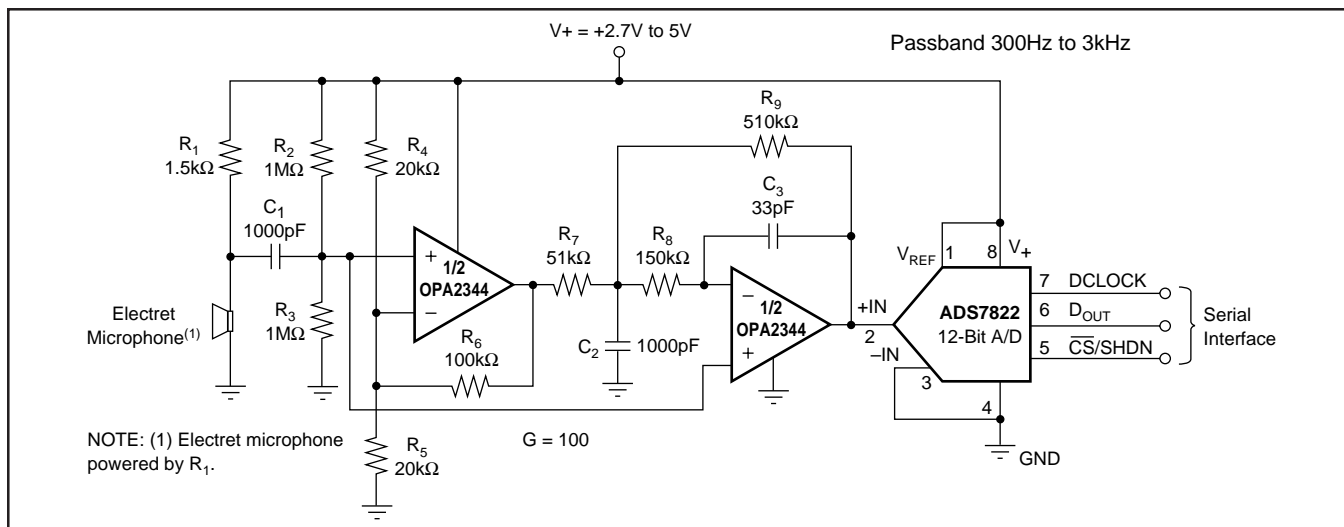 V+ = +2.7V to 5V
Passband 300Hz to 3kHz
R1
1.5kΩ
R2
1MΩ
R4
20kΩ
R9
510kΩ
C3
33pF
C1
1000pF
R7
51kΩ
R8
150kΩ
+
1/2
OPA2344
−
−
1/2
OPA2344
+
VREF
1
8
V+
7
DCLOCK
+IN
2
ADS7822
12-Bit A/D
6
DOUT
−IN
3
5
CS/SHDN
4
GND
Serial
Interface
Electret
Microphone(1)
R3
1MΩ
R6
100kΩ
C2
1000pF
R5
20kΩ
G = 100
NOTE: (1) Electret microphone
powered by R1.